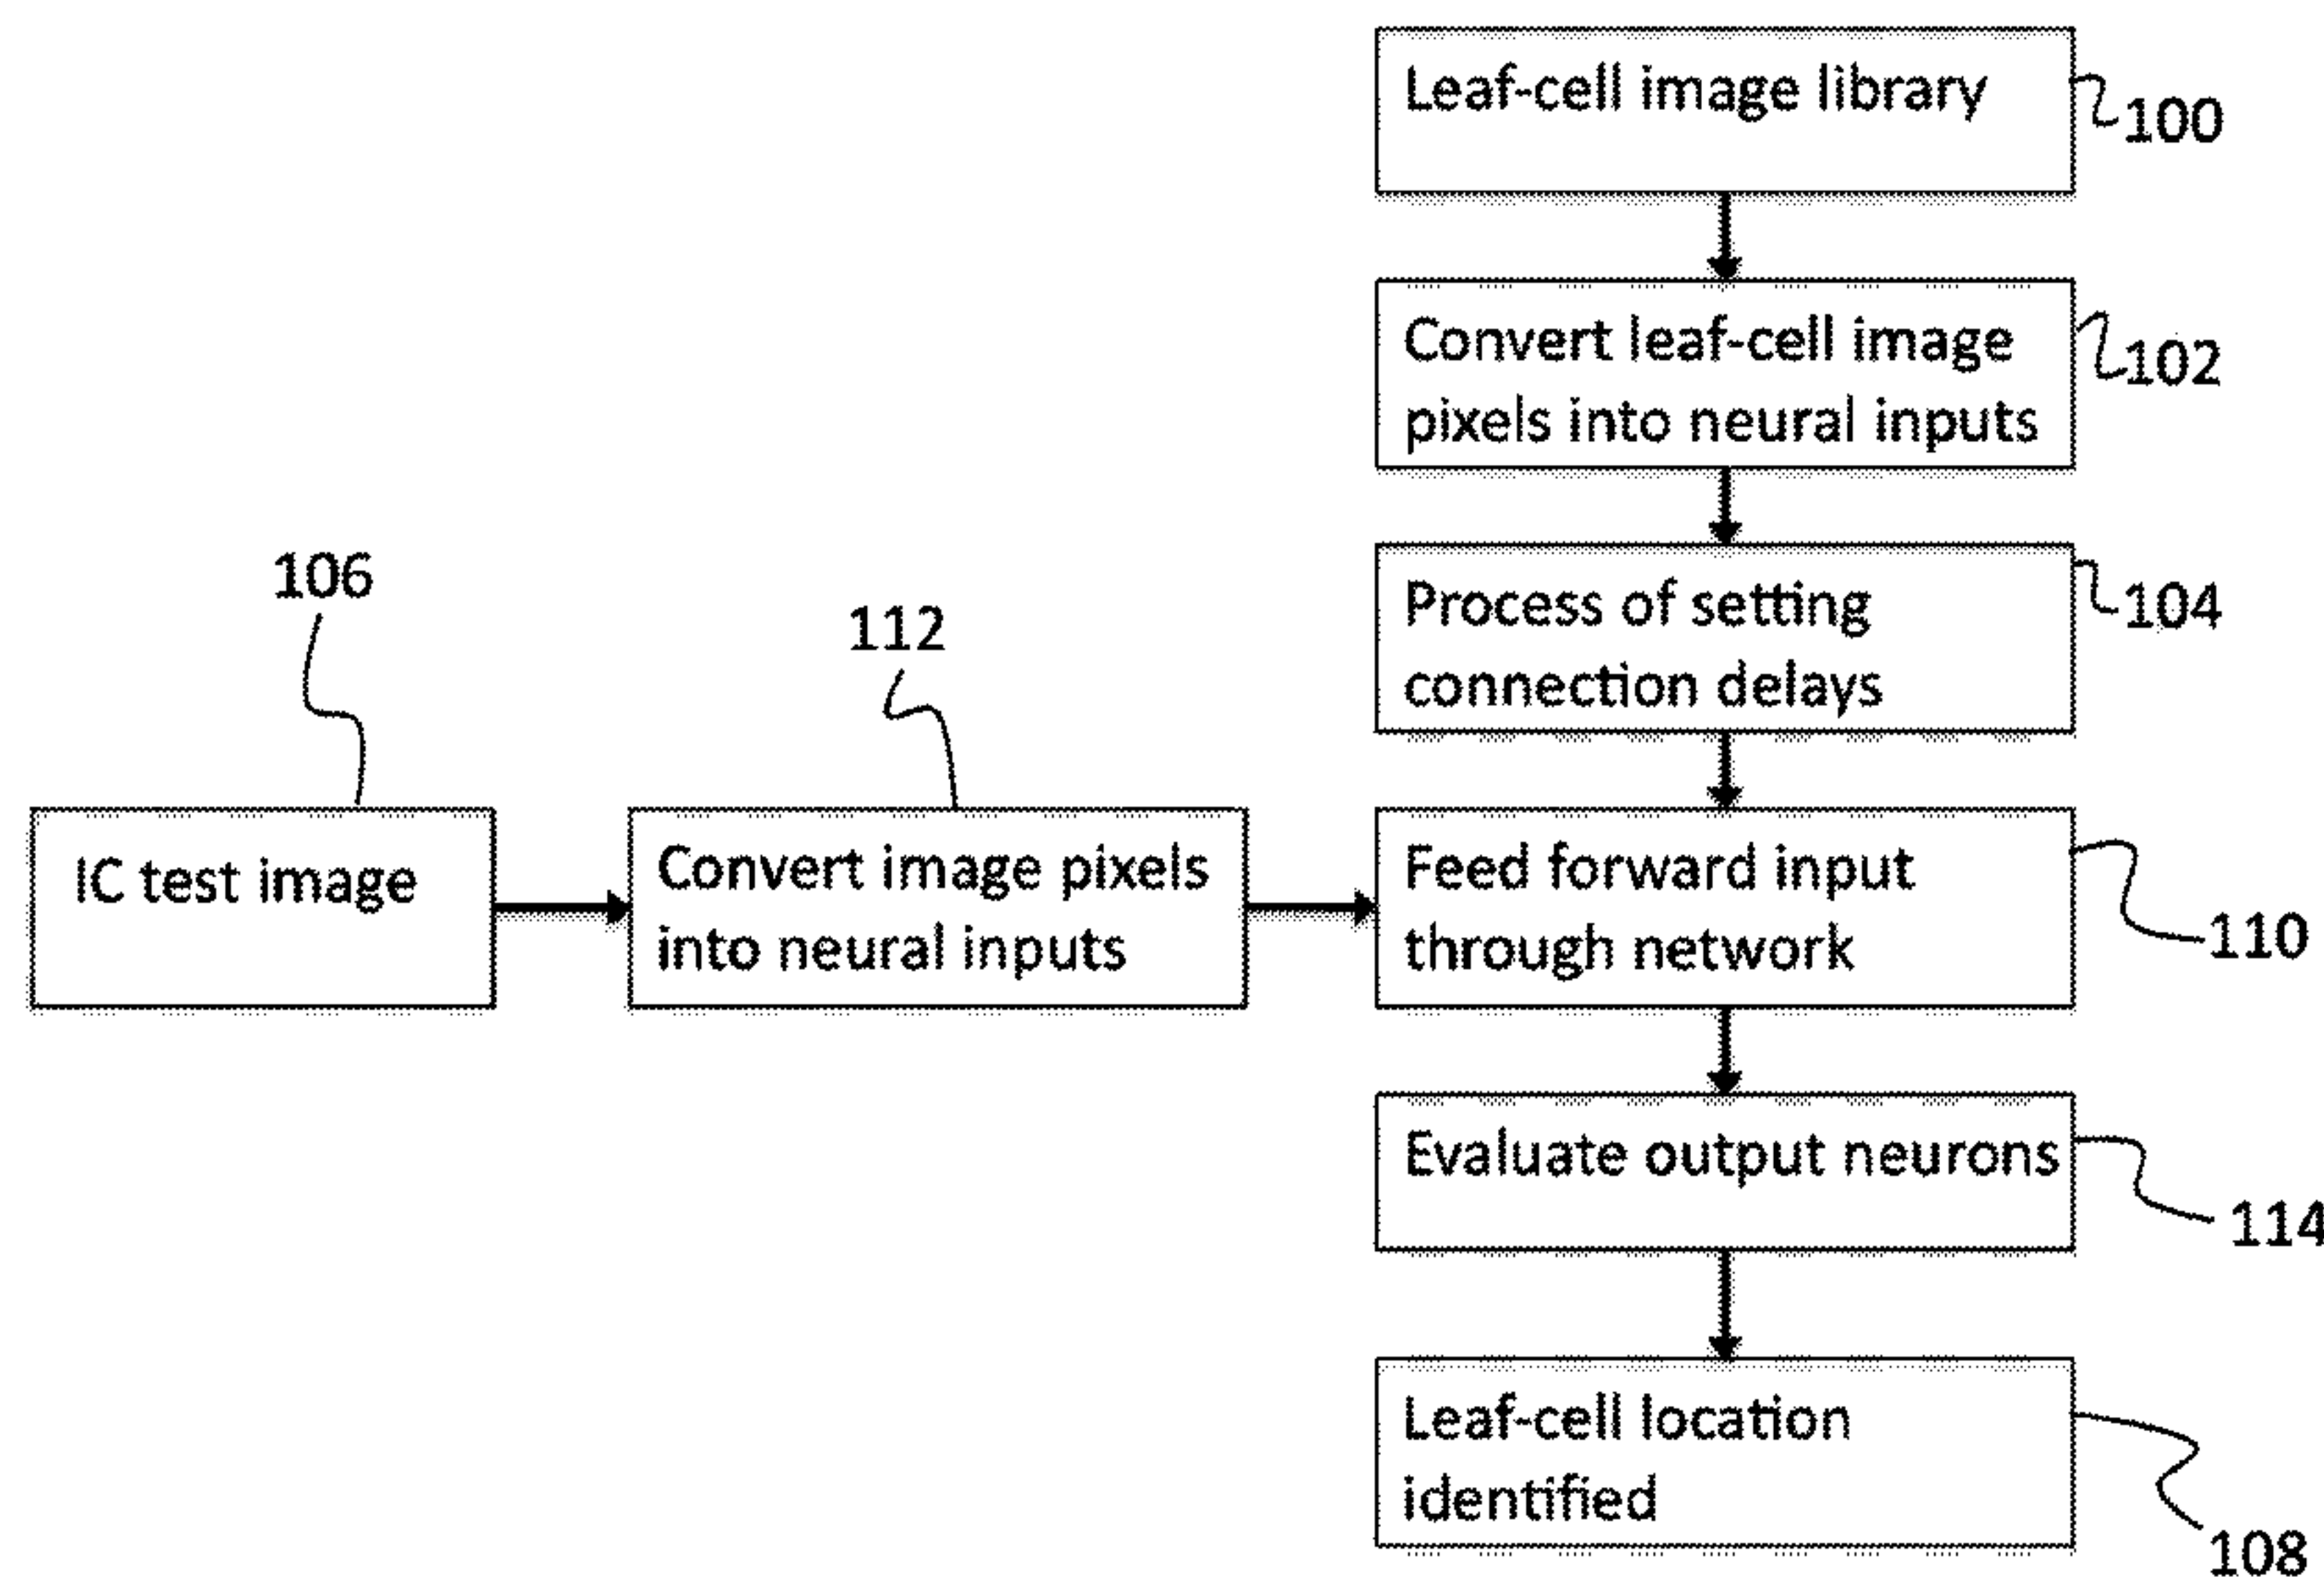 Leaf-cell image library
100
Convert leaf-cell image
pixels into neural inputs
102
Process of setting
connection delays
104
106
IC test image
112
Convert image pixels
into neural inputs
Feed forward input
through network
110
Evaluate output neurons
114
Leaf-cell location
identified
108